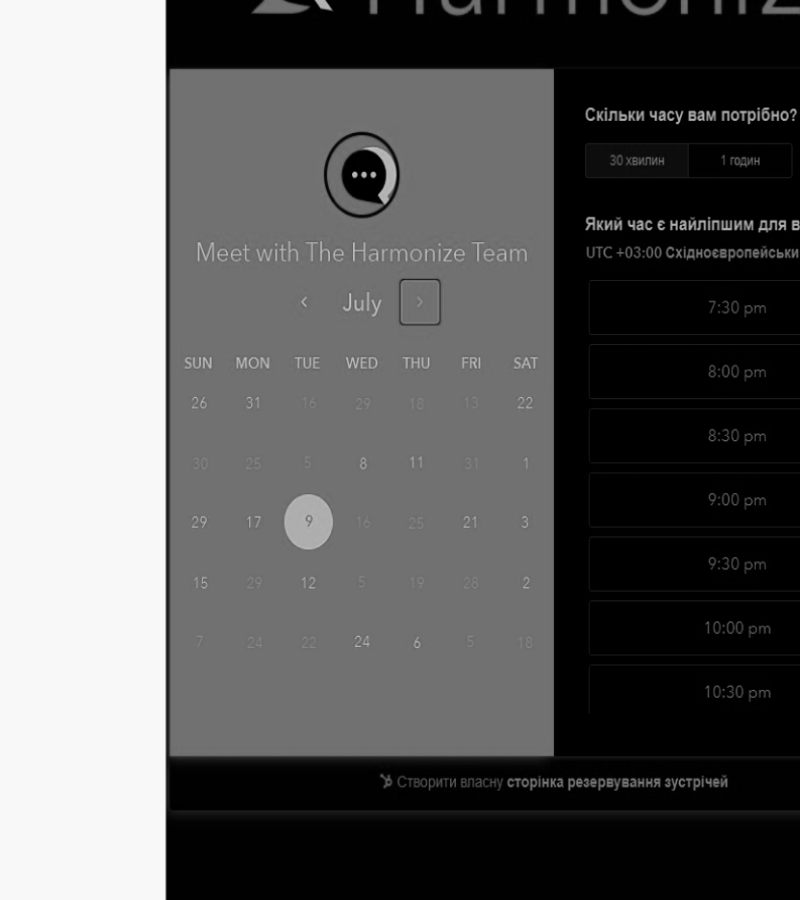 Harmonize
Meet with The Harmonize Team
July
SUN MON TUE WED THU FRI SAT
26 31 16 29 18 13 22
30 25 5 8 11 31 1
29 17 9 16 25 21 3
15 29 12 5 19 28 2
7 24 22 24 6 5 18
Скільки часу вам потрібно?
30 хвилин 1 годин
Який час є найліпшим для в
UTC +03:00 Східноєвропейськи
7:30 pm
8:00 pm
8:30 pm
9:00 pm
9:30 pm
10:00 pm
10:30 pm
Створити власну сторінка резервування зустрічей